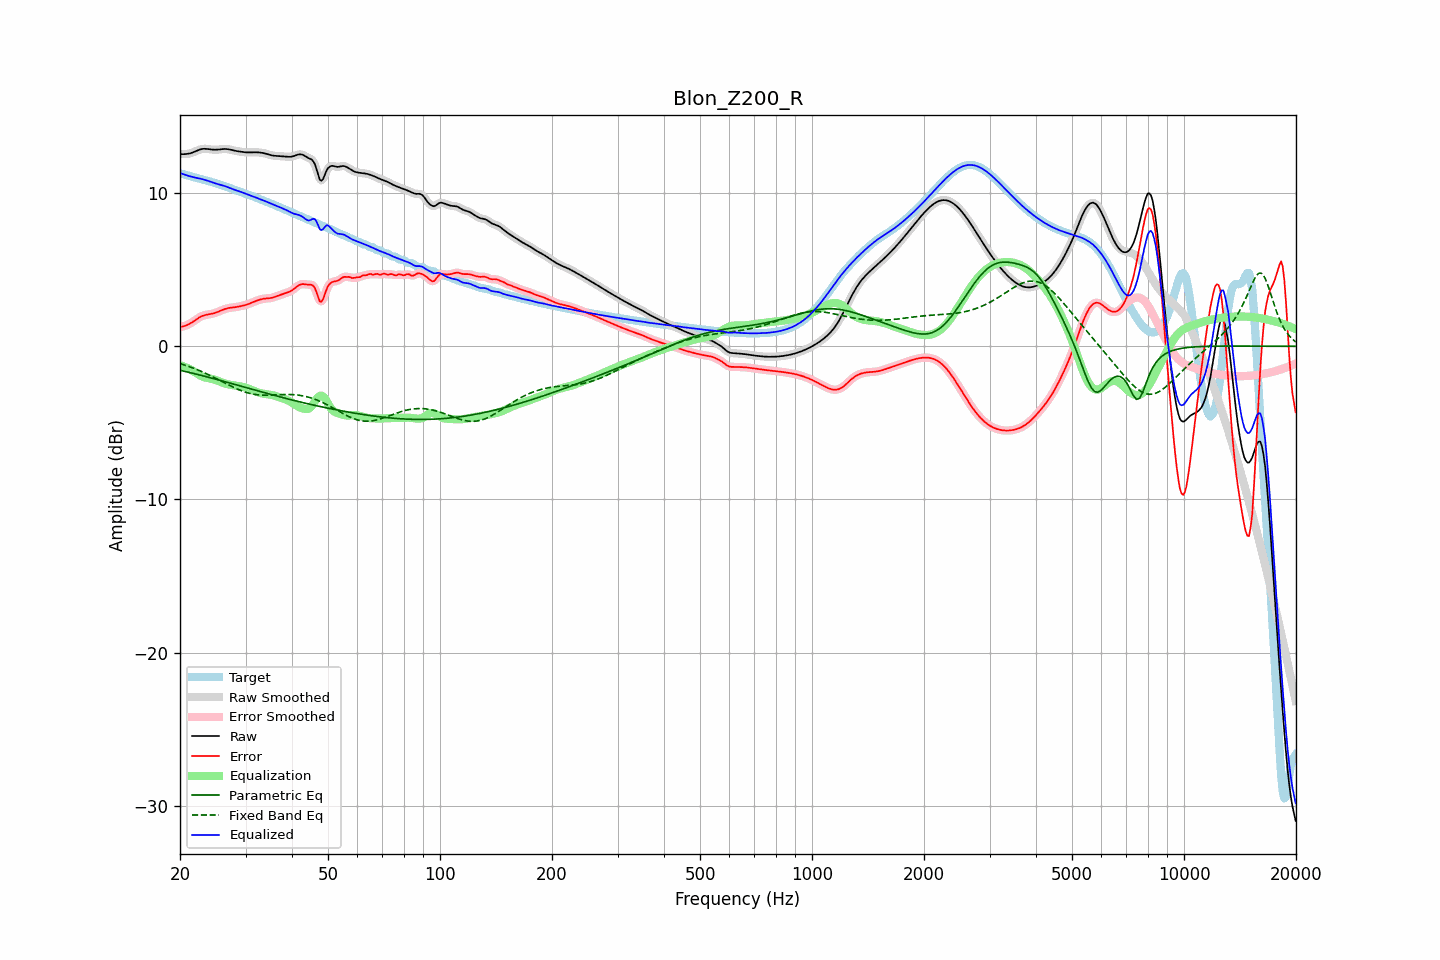 Blon_Z200_R
10
0
−10
−20
−30
Amplitude (dBr)
Target
Raw Smoothed
Error Smoothed
Raw
Error
Equalization
Parametric Eq
Fixed Band Eq
Equalized
20
50
100
200
500
1000
2000
5000
10000
20000
Frequency (Hz)